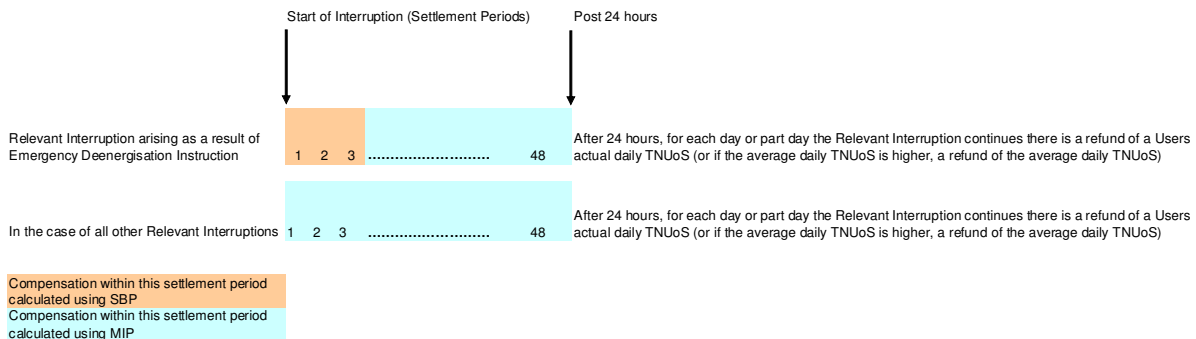 Start of Interruption (Settlement Periods)
Post 24 hours
Relevant Interruption arising as a result of
Emergency Deenergisation Instruction
1 2 3 ............................ 48
After 24 hours, for each day or part day the Relevant Interruption continues there is a refund of a Users
actual daily TNUoS (or if the average daily TNUoS is higher, a refund of the average daily TNUoS)
In the case of all other Relevant Interruptions
1 2 3 ............................ 48
After 24 hours, for each day or part day the Relevant Interruption continues there is a refund of a Users
actual daily TNUoS (or if the average daily TNUoS is higher, a refund of the average daily TNUoS)
Compensation within this settlement period
calculated using SBP
Compensation within this settlement period
calculated using MIP